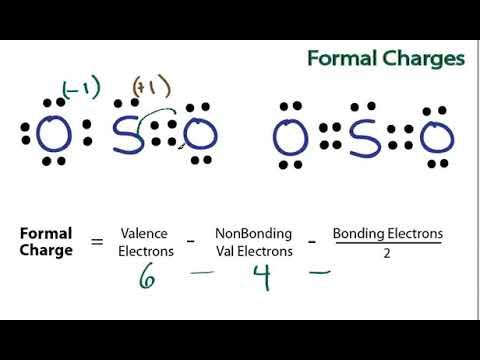 Formal Charges
(-1) (+1)
O S O O S O
Formal Charge = Valence Electrons - NonBonding Val Electrons - Bonding Electrons / 2
6 - 4 -